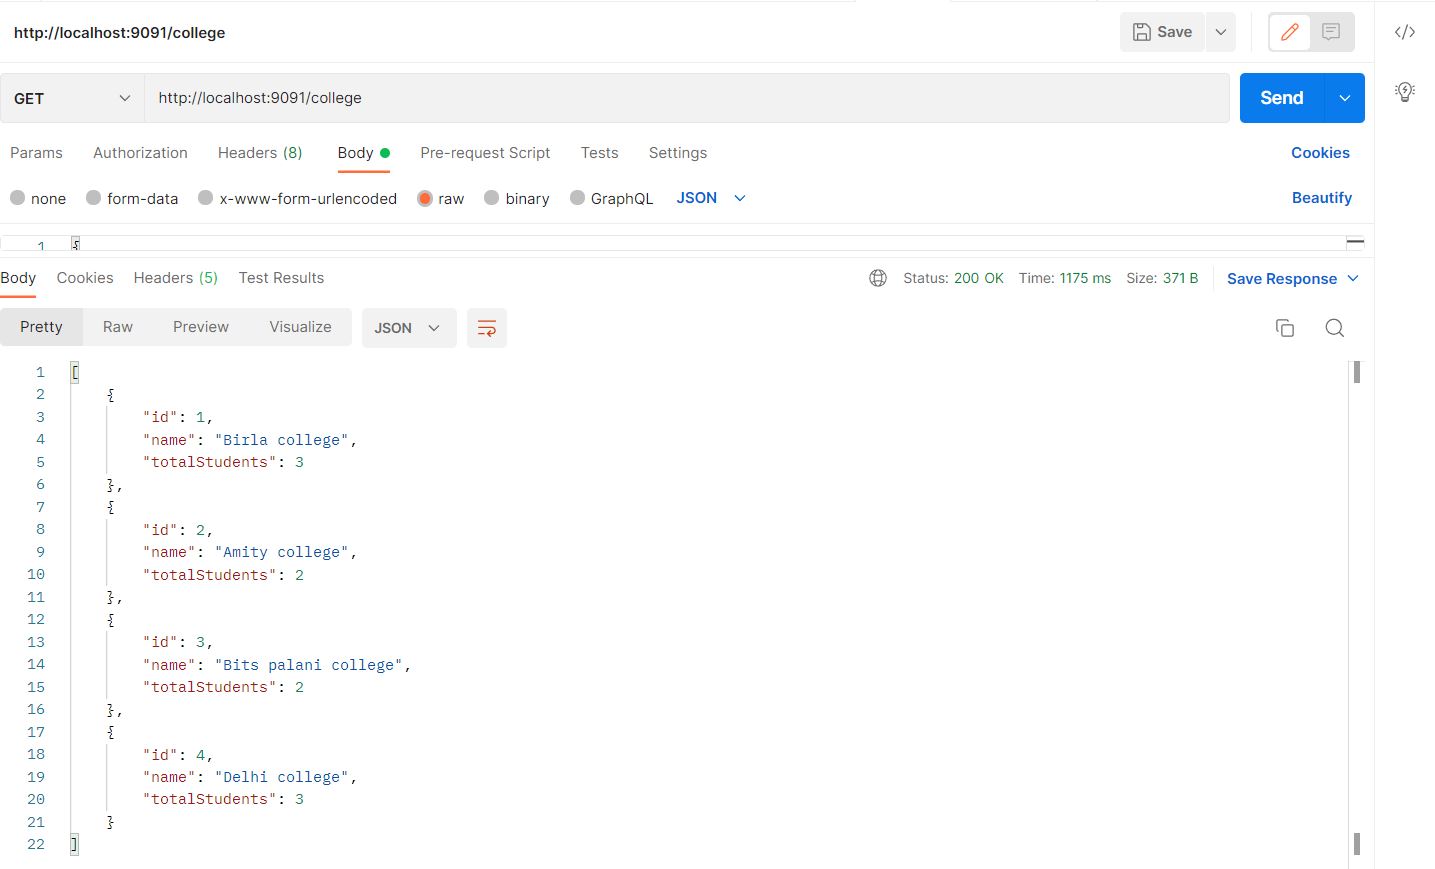 http://localhost:9091/college
Save
GET http://localhost:9091/college Send
Params Authorization Headers (8) Body Pre-request Script Tests Settings Cookies
none form-data x-www-form-urlencoded raw binary GraphQL JSON Beautify
1 {
Body Cookies Headers (5) Test Results Status: 200 OK Time: 1175 ms Size: 371 B Save Response
Pretty Raw Preview Visualize JSON
1 [
2 {
3 "id": 1,
4 "name": "Birla college",
5 "totalStudents": 3
6 },
7 {
8 "id": 2,
9 "name": "Amity college",
10 "totalStudents": 2
11 },
12 {
13 "id": 3,
14 "name": "Bits palani college",
15 "totalStudents": 2
16 },
17 {
18 "id": 4,
19 "name": "Delhi college",
20 "totalStudents": 3
21 }
22 ]